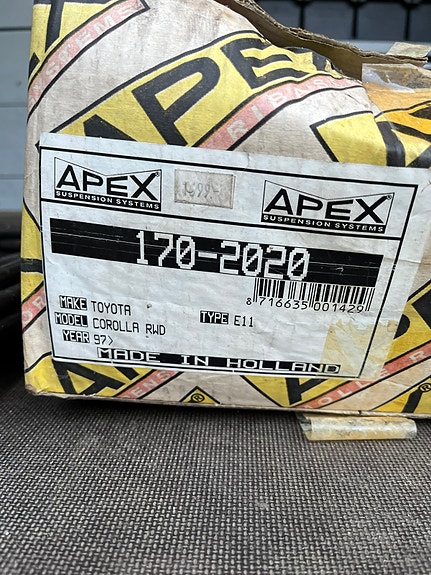 APEX
APEX®
SUSPENSION SYSTEMS
APEX®
SUSPENSION SYSTEMS
170-2020
8 716635 001429
MAKE TOYOTA
MODEL COROLLA RWD
TYPE E11
YEAR 97>
MADE IN HOLLAND